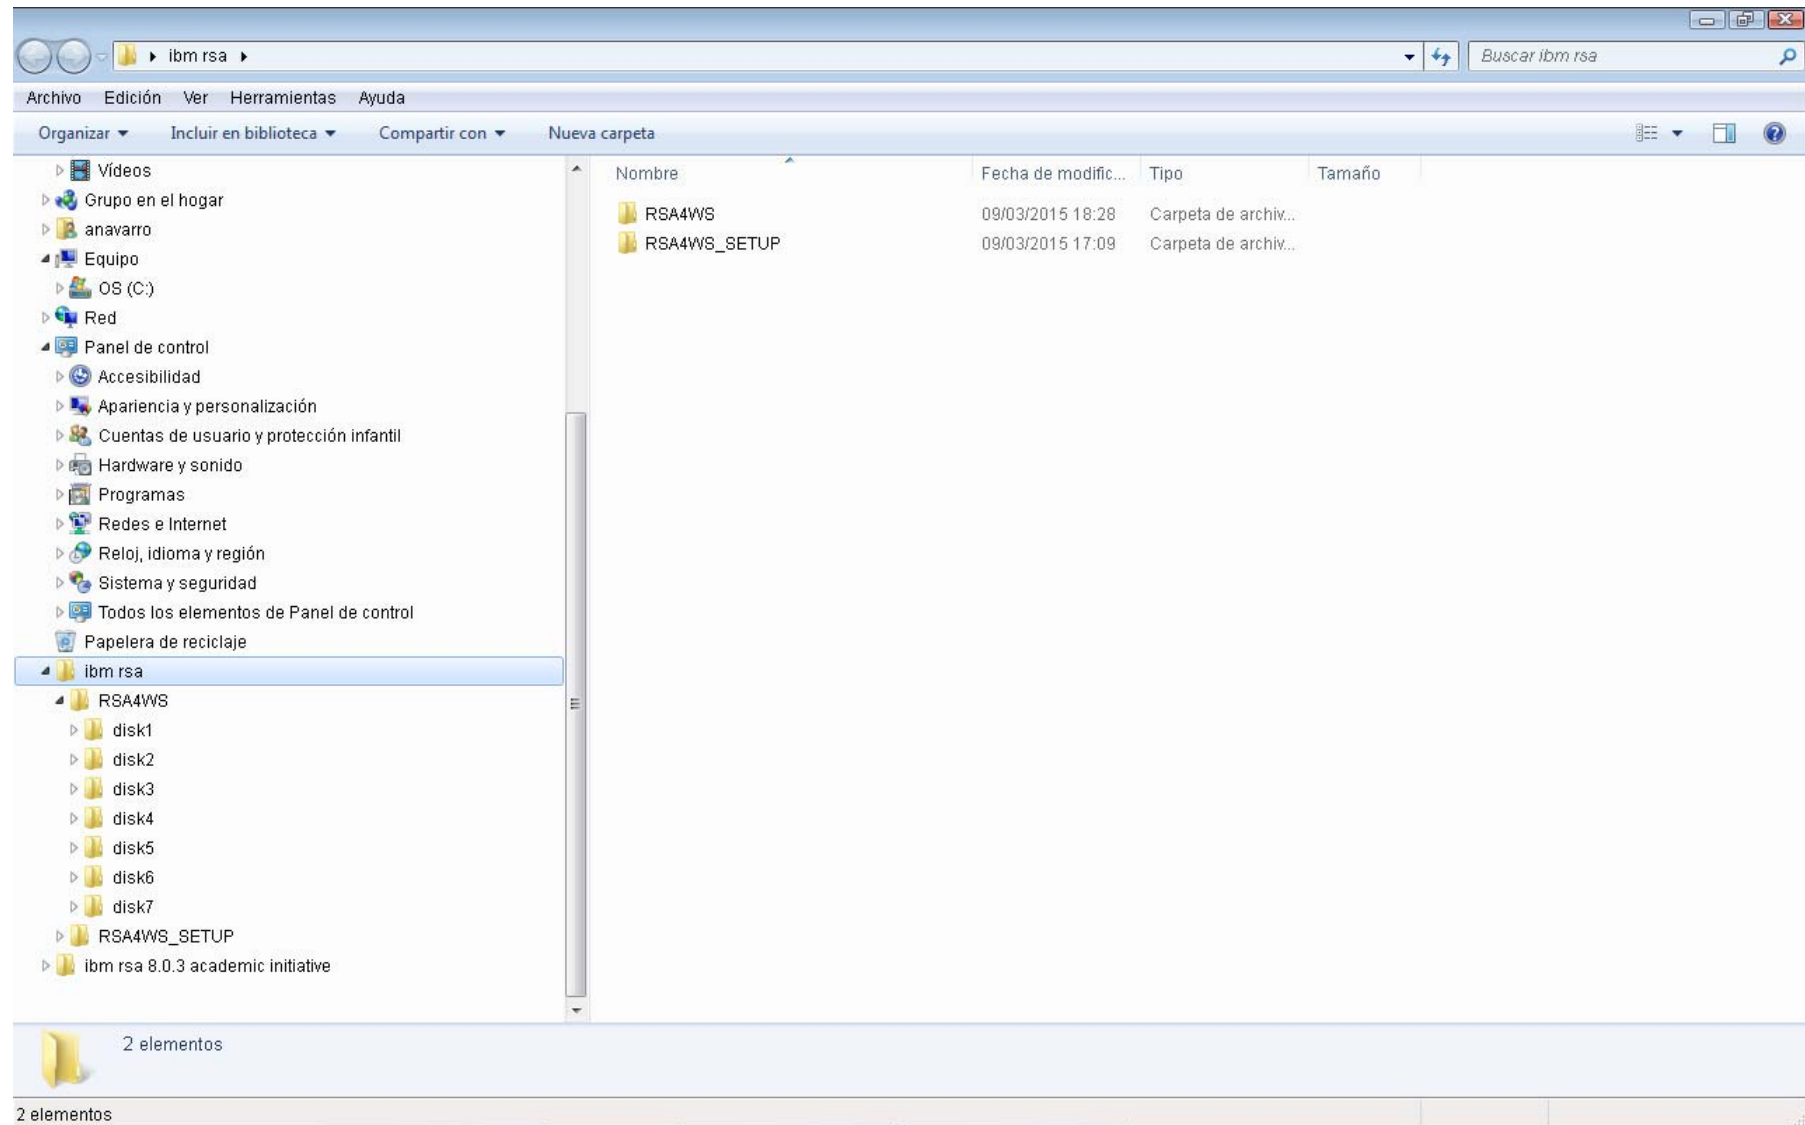 ibm rsa
Buscar ibm rsa
Archivo Edición Ver Herramientas Ayuda
Organizar Incluir en biblioteca Compartir con Nueva carpeta
Vídeos
Grupo en el hogar
anavarro
Equipo
OS (C:)
Red
Panel de control
Accesibilidad
Apariencia y personalización
Cuentas de usuario y protección infantil
Hardware y sonido
Programas
Redes e Internet
Reloj, idioma y región
Sistema y seguridad
Todos los elementos de Panel de control
Papelera de reciclaje
ibm rsa
RSA4WS
disk1
disk2
disk3
disk4
disk5
disk6
disk7
RSA4WS_SETUP
ibm rsa 8.0.3 academic initiative
Nombre Fecha de modific... Tipo Tamaño
RSA4WS 09/03/2015 18:28 Carpeta de archiv...
RSA4WS_SETUP 09/03/2015 17:09 Carpeta de archiv...
2 elementos
2 elementos